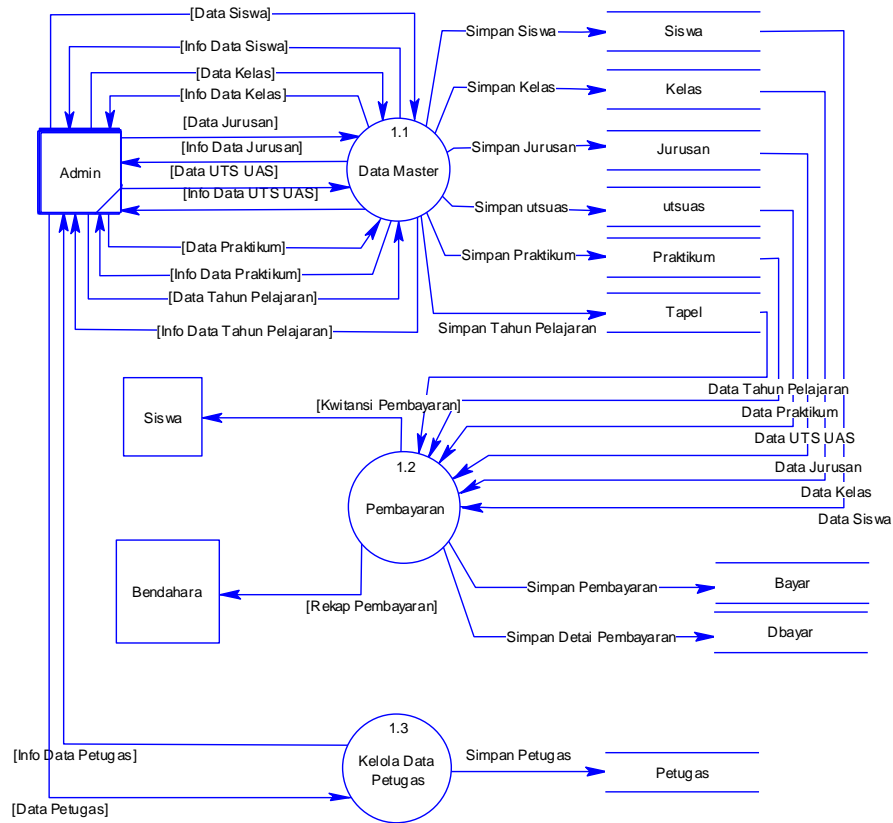 [Data Siswa]
[Info Data Siswa]
Simpan Siswa
Siswa
[Data Kelas]
[Info Data Kelas]
Simpan Kelas
Kelas
[Data Jurusan]
1.1
[Info Data Jurusan]
Simpan Jurusan
Jurusan
Admin
[Data UTS UAS]
Data Master
[Info Data UTS UAS]
Simpan utsuas
utsuas
[Data Praktikum]
Simpan Praktikum
Praktikum
[Info Data Praktikum]
[Data Tahun Pelajaran]
Tapel
[Info Data Tahun Pelajaran]
Simpan Tahun Pelajaran
Data Tahun Pelajaran
[Kwitansi Pembayaran]
Data Praktikum
Siswa
Data UTS UAS
1.2
Data Jurusan
Data Kelas
Pembayaran
Data Siswa
Simpan Pembayaran
Bayar
Bendahara
[Rekap Pembayaran]
Simpan Detai Pembayaran
Dbayar
1.3
[Info Data Petugas]
Kelola Data
Petugas
Simpan Petugas
Petugas
[Data Petugas]